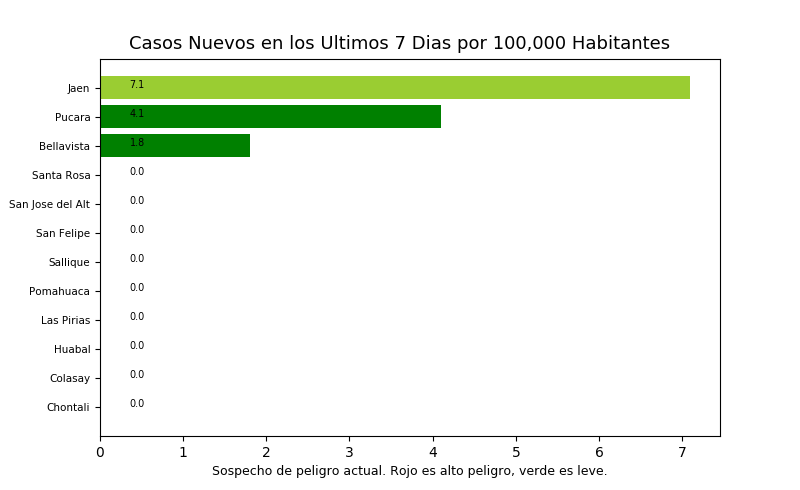 Casos Nuevos en los Ultimos 7 Dias por 100,000 Habitantes
Jaen 7.1
Pucara 4.1
Bellavista 1.8
Santa Rosa 0.0
San Jose del Alt 0.0
San Felipe 0.0
Sallique 0.0
Pomahuaca 0.0
Las Pirias 0.0
Huabal 0.0
Colasay 0.0
Chontali 0.0
0 1 2 3 4 5 6 7
Sospecho de peligro actual. Rojo es alto peligro, verde es leve.